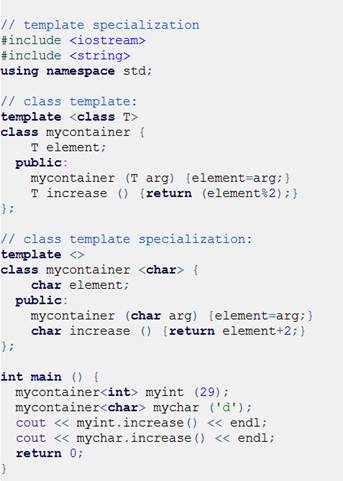 // template specialization
#include <iostream>
#include <string>
using namespace std;

// class template:
template <class T>
class mycontainer {
    T element;
  public:
    mycontainer (T arg) {element=arg;}
    T increase () {return (element%2);}
};

// class template specialization:
template <>
class mycontainer <char> {
    char element;
  public:
    mycontainer (char arg) {element=arg;}
    char increase () {return element+2;}
};

int main () {
  mycontainer<int> myint (29);
  mycontainer<char> mychar ('d');
  cout << myint.increase() << endl;
  cout << mychar.increase() << endl;
  return 0;
}